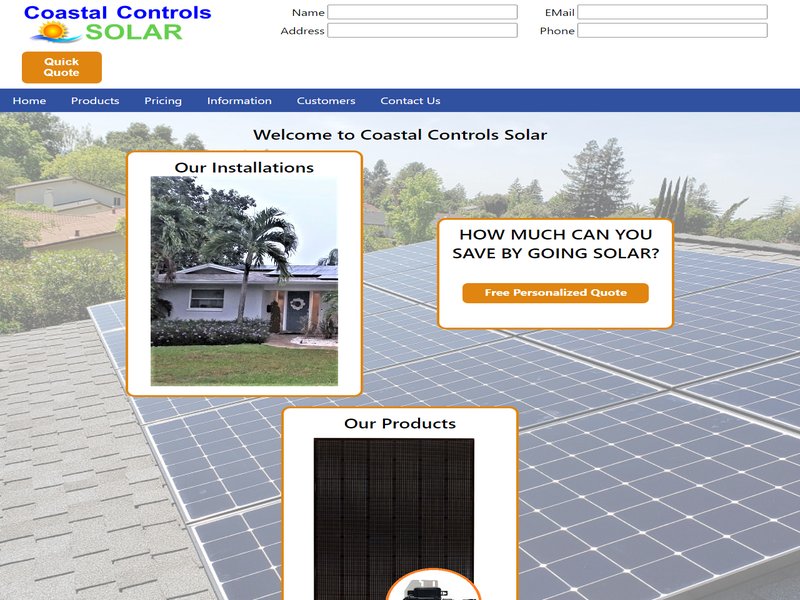 Coastal Controls
SOLAR
Name
EMail
Address
Phone
Quick
Quote
Home
Products
Pricing
Information
Customers
Contact Us
Welcome to Coastal Controls Solar
Our Installations
HOW MUCH CAN YOU
SAVE BY GOING SOLAR?
Free Personalized Quote
Our Products